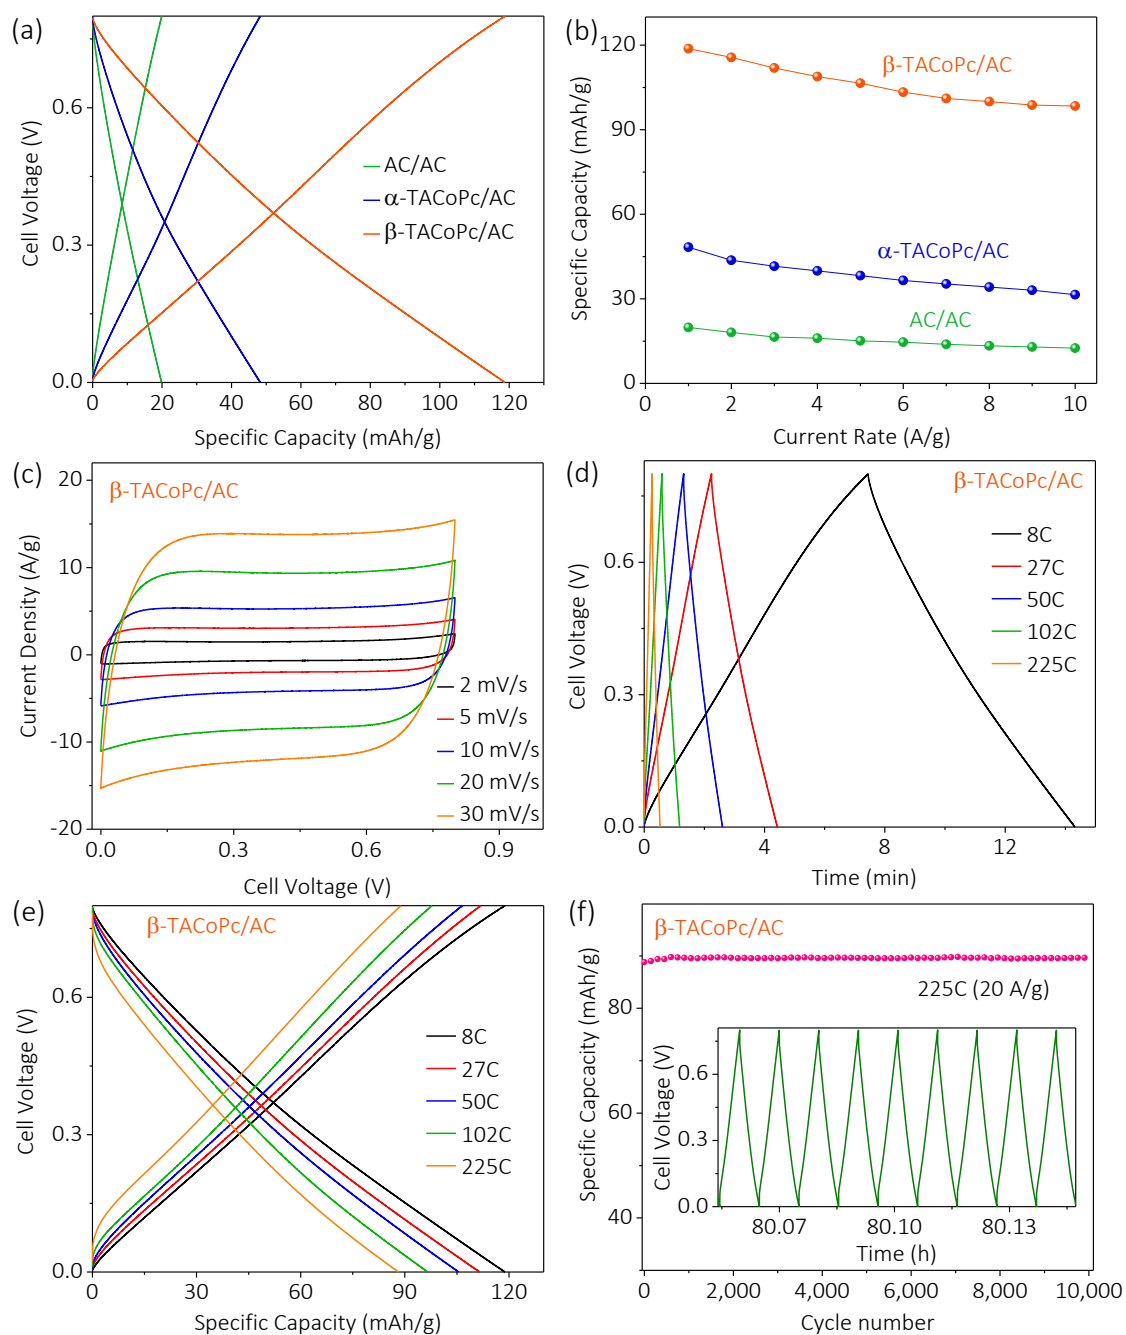 (a)
Cell Voltage (V)
0.6
0.3
0.0
AC/AC
α-TACoPc/AC
β-TACoPc/AC
0 20 40 60 80 100 120
Specific Capacity (mAh/g)
(b)
Specific Capacity (mAh/g)
120
90
60
30
0
β-TACoPc/AC
α-TACoPc/AC
AC/AC
0 2 4 6 8 10
Current Rate (A/g)
(c)
β-TACoPc/AC
Current Density (A/g)
20
10
0
-10
-20
2 mV/s
5 mV/s
10 mV/s
20 mV/s
30 mV/s
0.0 0.3 0.6 0.9
Cell Voltage (V)
(d)
β-TACoPc/AC
Cell Voltage (V)
0.6
0.3
0.0
8C
27C
50C
102C
225C
0 4 8 12
Time (min)
(e)
β-TACoPc/AC
Cell Voltage (V)
0.6
0.3
0.0
8C
27C
50C
102C
225C
0 30 60 90 120
Specific Capacity (mAh/g)
(f)
β-TACoPc/AC
Specific Capcacity (mAh/g)
80
60
40
225C (20 A/g)
Cell Voltage (V)
0.6
0.3
0.0
80.07 80.10 80.13
Time (h)
0 2,000 4,000 6,000 8,000 10,000
Cycle number